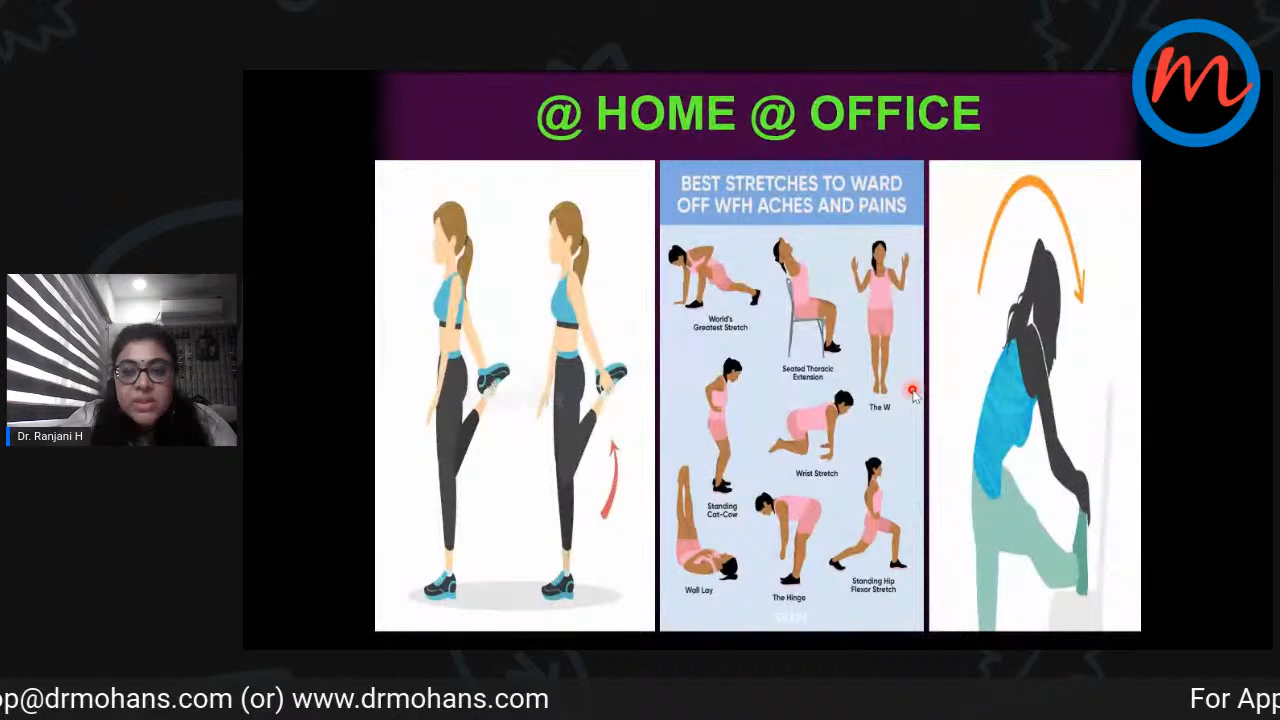 @ HOME @ OFFICE
m
BEST STRETCHES TO WARD
OFF WFH ACHES AND PAINS
World's
Greatest Stretch
Seated Thoracic
Extension
The W
Wrist Stretch
Standing
Cat-Cow
Wall Lay
The Hinge
Standing Hip
Flexor Stretch
Dr. Ranjani H
op@drmohans.com (or) www.drmohans.com
For App